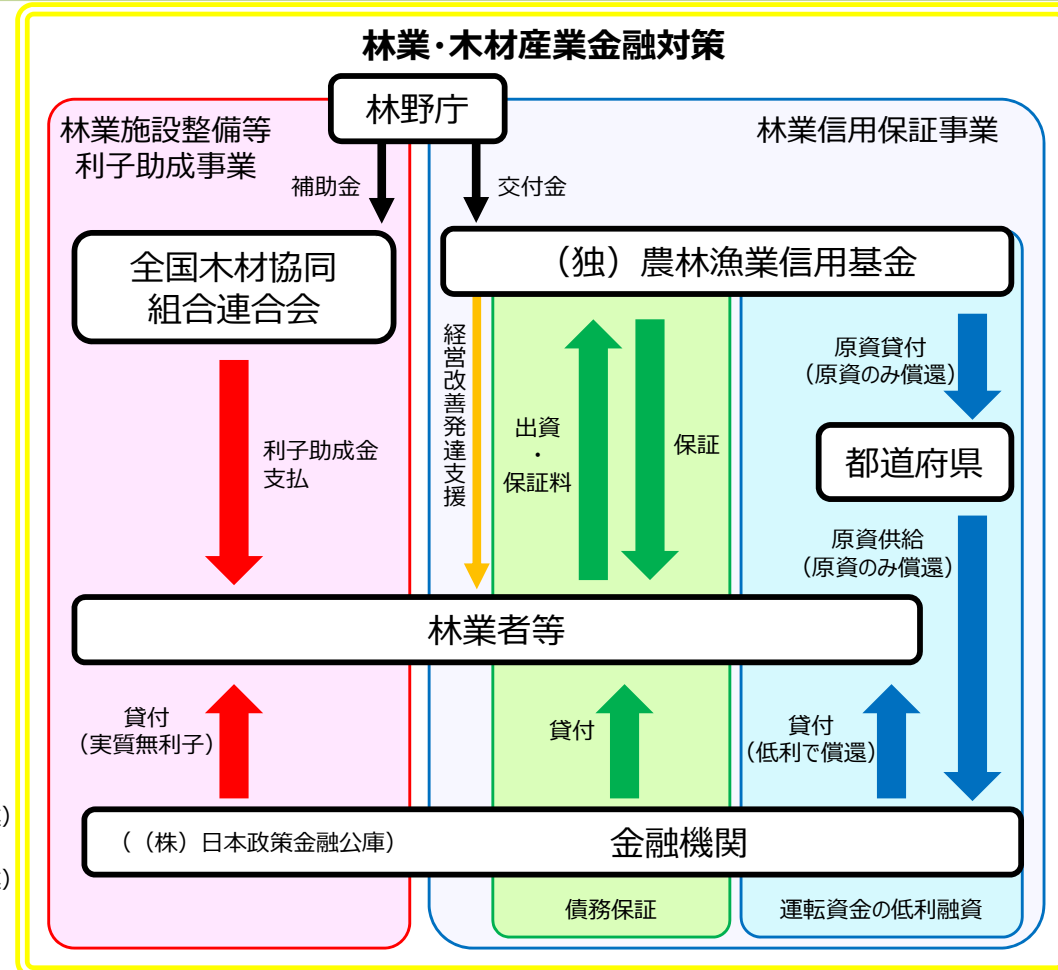 林業･木材産業金融対策
林野庁
林業施設整備等
利子助成事業
林業信用保証事業
補助金
交付金
全国木材協同
組合連合会
（独）農林漁業信用基金
経営改善発達支援
出資
・
保証料
保証
原資貸付
（原資のみ償還）
都道府県
利子助成金
支払
原資供給
（原資のみ償還）
林業者等
貸付
（実質無利子）
貸付
貸付
（低利で償還）
（（株）日本政策金融公庫）
金融機関
債務保証
運転資金の低利融資